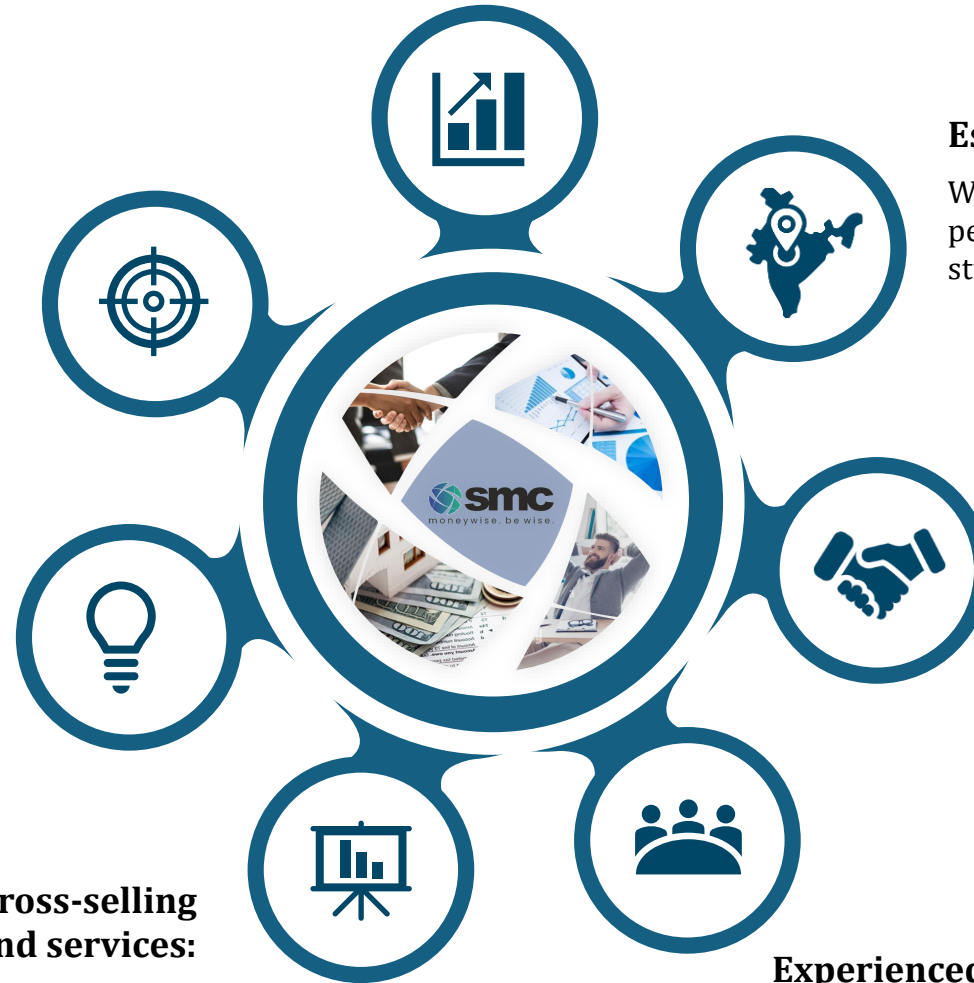 Es
W
pe
st
smc
moneywise. be wise.
ross-selling
nd services:
Experienced